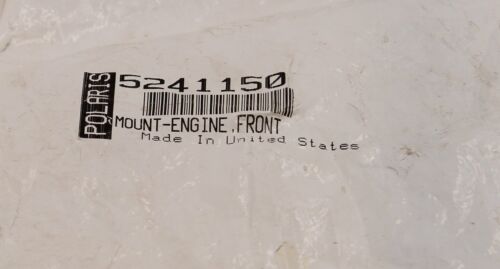 POLARIS
5241150
MOUNT-ENGINE,FRONT
Made In United States